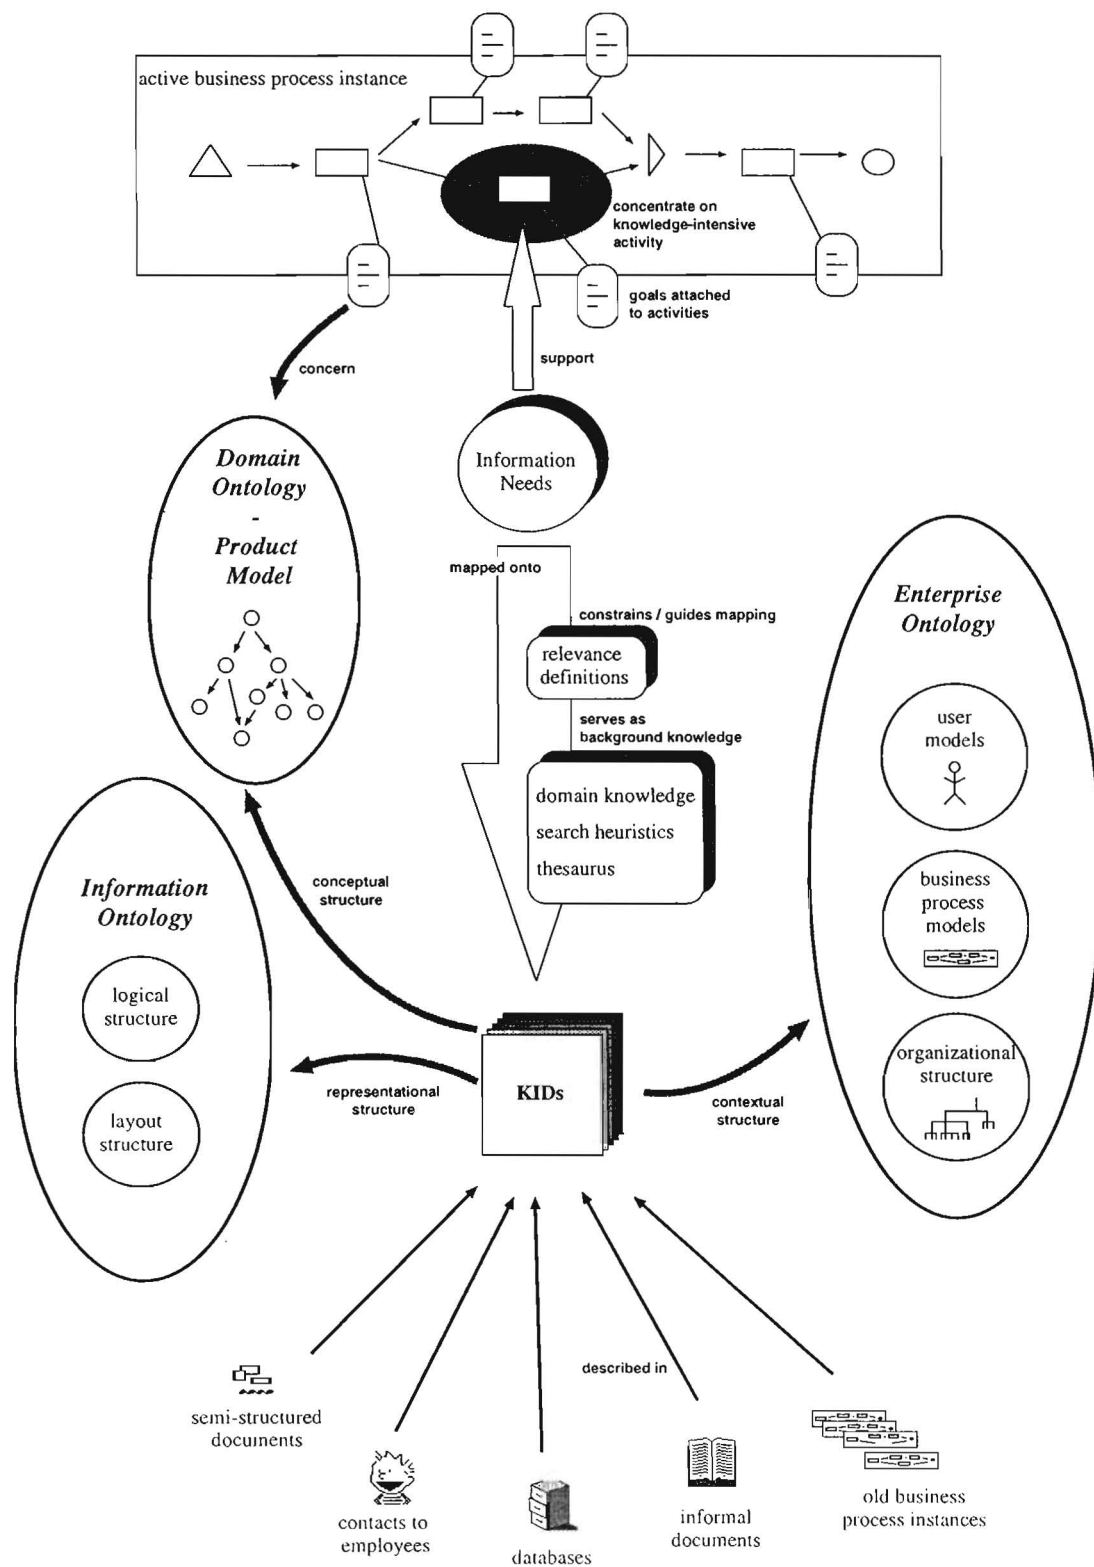 active business process instance
concentrate on
knowledge-intensive
activity
goals attached
to activities
support
concern
Domain
Ontology
-
Product
Model
Information
Needs
mapped onto
constrains / guides mapping
relevance
definitions
serves as
background knowledge
domain knowledge
search heuristics
thesaurus
Enterprise
Ontology
user
models
business
process
models
organizational
structure
Information
Ontology
logical
structure
layout
structure
conceptual
structure
representational
structure
KIDs
contextual
structure
described in
semi-structured
documents
contacts to
employees
databases
informal
documents
old business
process instances